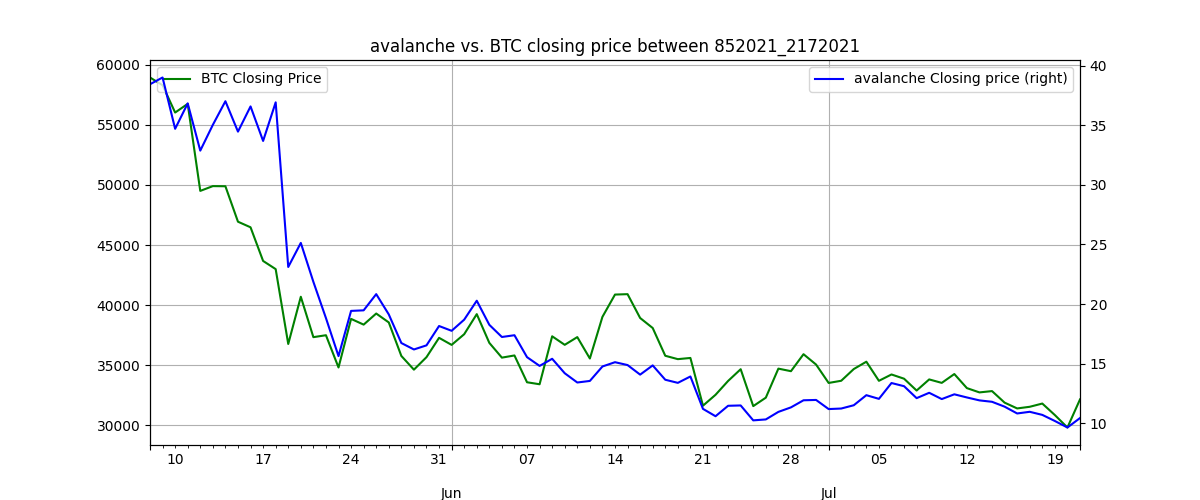 avalanche vs. BTC closing price between 852021_2172021
BTC Closing Price
avalanche Closing price (right)
60000
55000
50000
45000
40000
35000
30000
40
35
30
25
20
15
10
10 17 24 31 07 14 21 28 05 12 19
Jun Jul